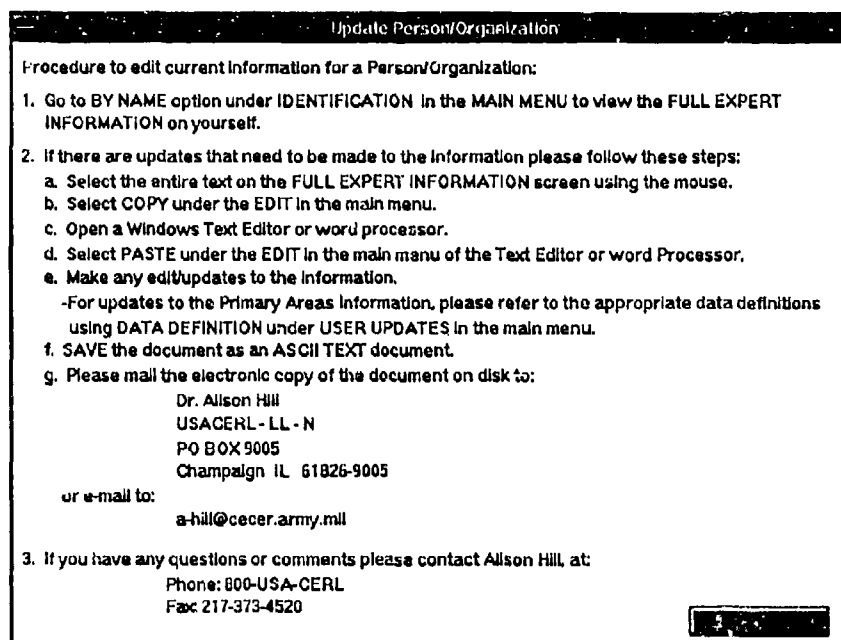 Update Person/Organization
Procedure to edit current information for a Person/Organization:
1. Go to BY NAME option under IDENTIFICATION in the MAIN MENU to view the FULL EXPERT
INFORMATION on yourself.
2. If there are updates that need to be made to the information please follow these steps:
a. Select the entire text on the FULL EXPERT INFORMATION screen using the mouse.
b. Select COPY under the EDIT in the main menu.
c. Open a Windows Text Editor or word processor.
d. Select PASTE under the EDIT in the main manu of the Text Editor or word Processor.
e. Make any edit/updates to the information.
-For updates to the Primary Areas information, please refer to the appropriate data definitions
using DATA DEFINITION under USER UPDATES in the main menu.
f. SAVE the document as an ASCII TEXT document.
g. Please mail the electronic copy of the document on disk to:
Dr. Alison Hill
USACERL - LL - N
PO BOX 9005
Champaign IL 61826-9005
or e-mail to:
a-hill@cecer.army.mil
3. If you have any questions or comments please contact Alison Hill, at:
Phone: 800-USA-CERL
Fax: 217-373-4520